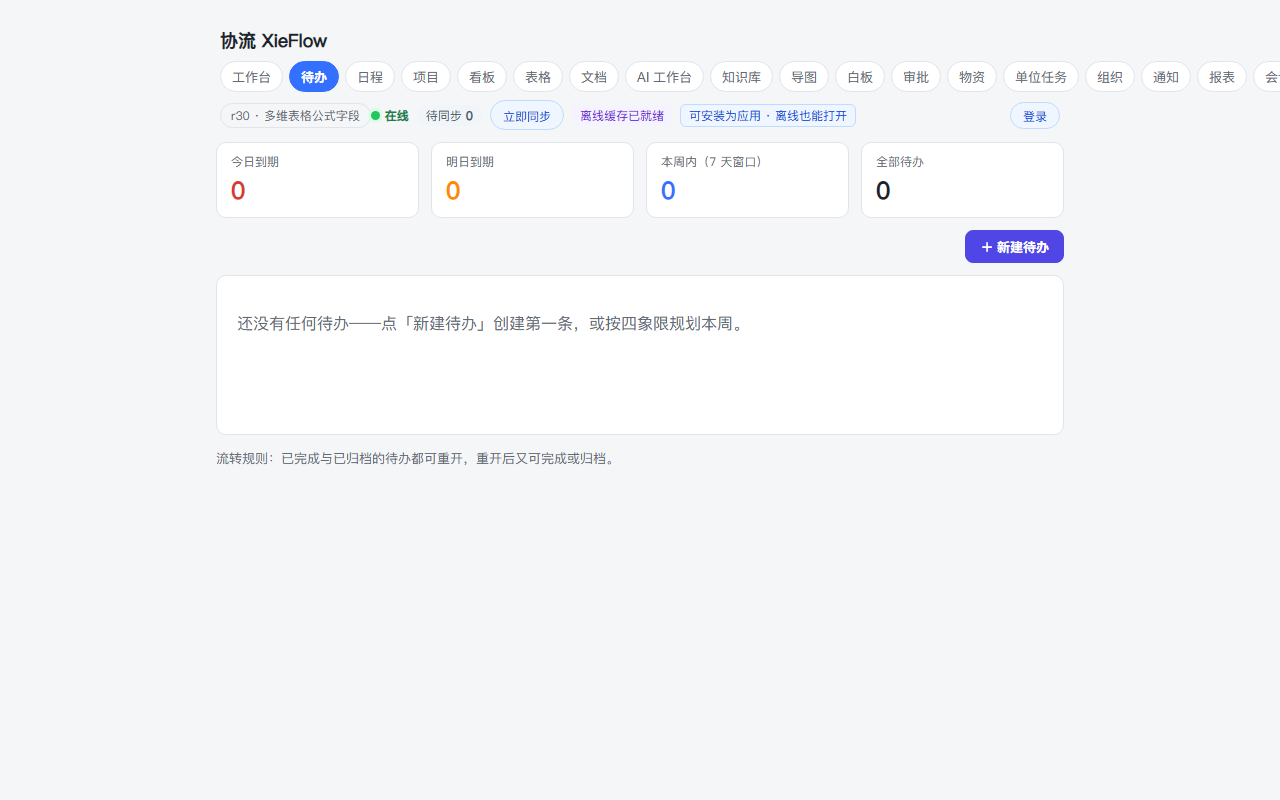 协流 XieFlow
工作台 待办 日程 项目 看板 表格 文档 AI 工作台 知识库 导图 白板 审批 物资 单位任务 组织 通知 报表
r30 · 多维表格公式字段 在线 待同步 0 立即同步 离线缓存已就绪 可安装为应用 · 离线也能打开 登录
今日到期 明日到期 本周内（7 天窗口） 全部待办
0 0 0 0
＋ 新建待办
还没有任何待办——点「新建待办」创建第一条，或按四象限规划本周。
流转规则：已完成与已归档的待办都可重开，重开后又可完成或归档。